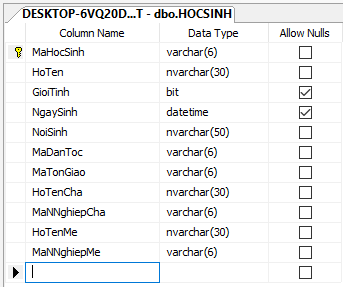 DESKTOP-6VQ20D...T - dbo.HOCSINH
Column Name Data Type Allow Nulls
MaHocSinh varchar(6)
HoTen nvarchar(30)
GioiTinh bit
NgaySinh datetime
NoiSinh nvarchar(50)
MaDanToc varchar(6)
MaTonGiao varchar(6)
HoTenCha nvarchar(30)
MaNNghiepCha varchar(6)
HoTenMe nvarchar(30)
MaNNghiepMe varchar(6)